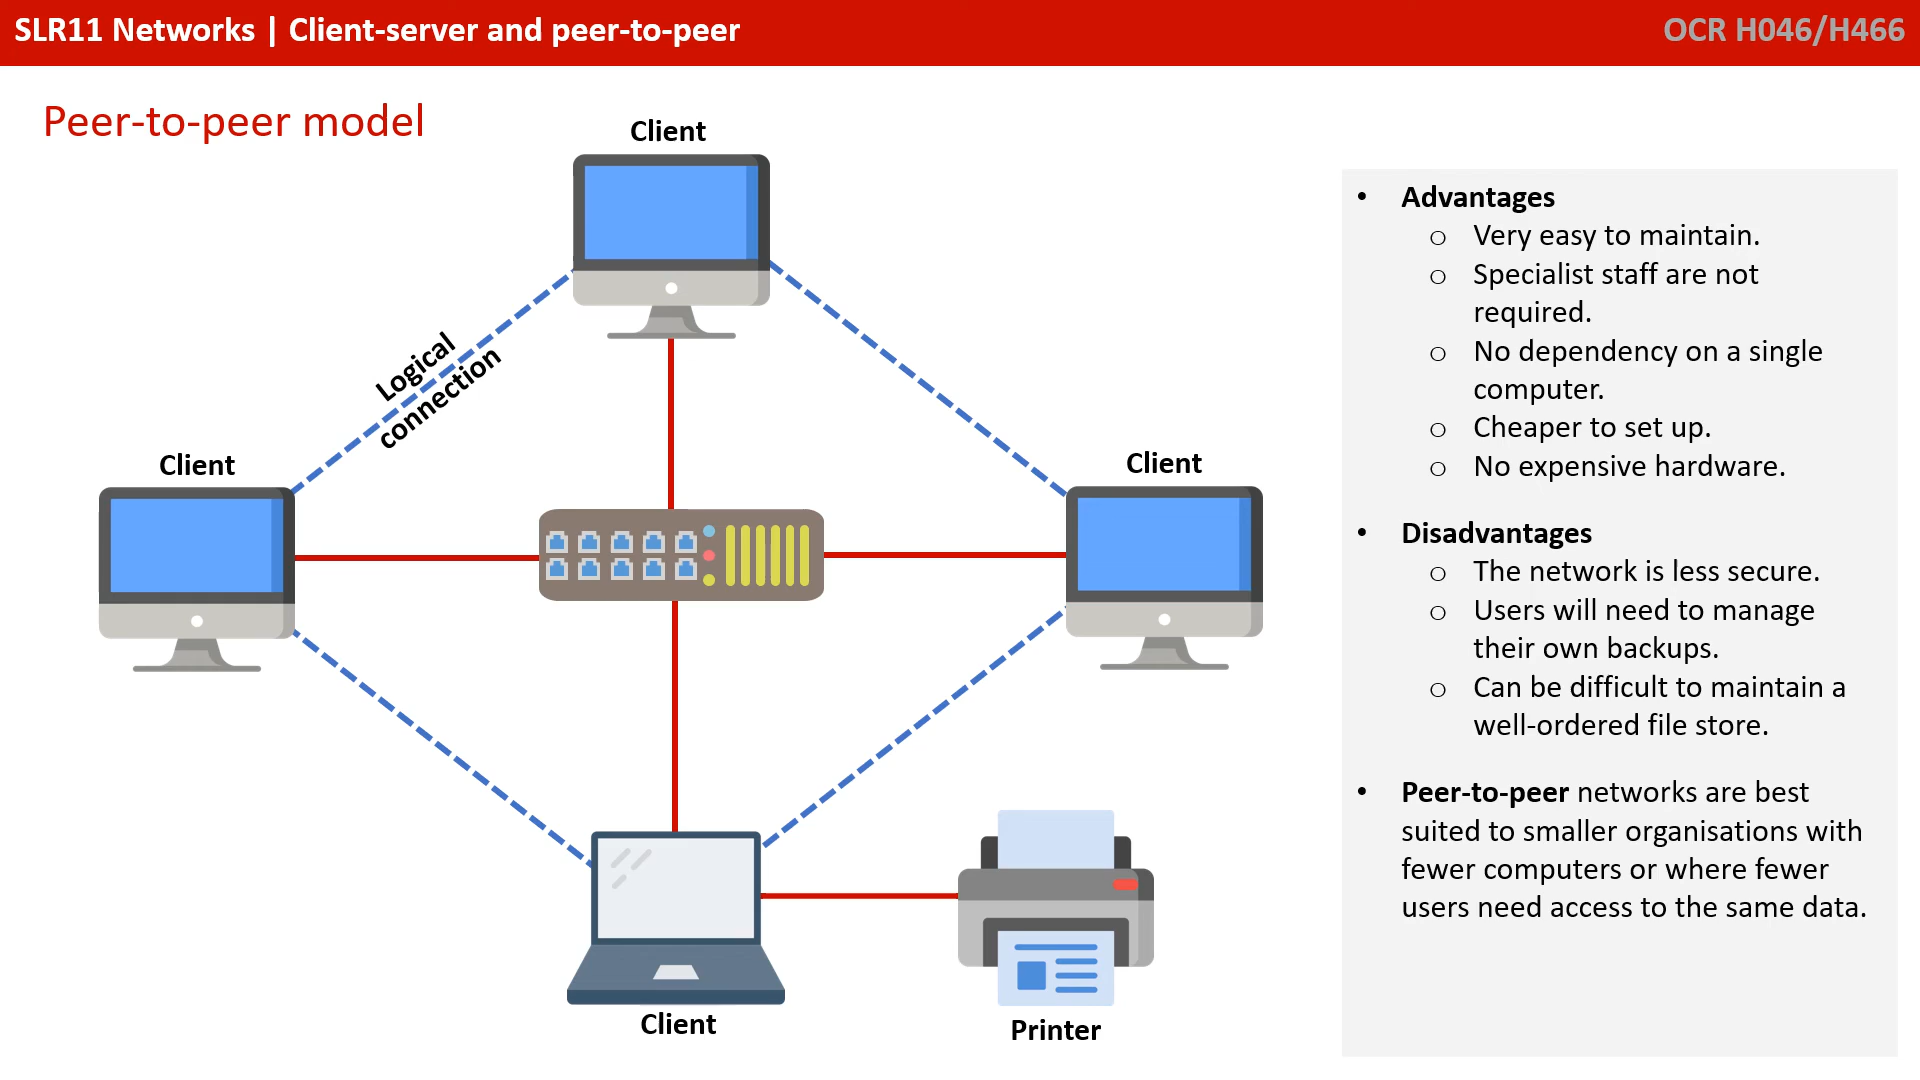 SLR11 Networks | Client-server and peer-to-peer
OCR H046/H466
Peer-to-peer model
Client
Logical
connection
Client
Client
Client
Printer
• Advantages
o Very easy to maintain.
o Specialist staff are not
required.
o No dependency on a single
computer.
o Cheaper to set up.
o No expensive hardware.
• Disadvantages
o The network is less secure.
o Users will need to manage
their own backups.
o Can be difficult to maintain a
well-ordered file store.
• Peer-to-peer networks are best
suited to smaller organisations with
fewer computers or where fewer
users need access to the same data.